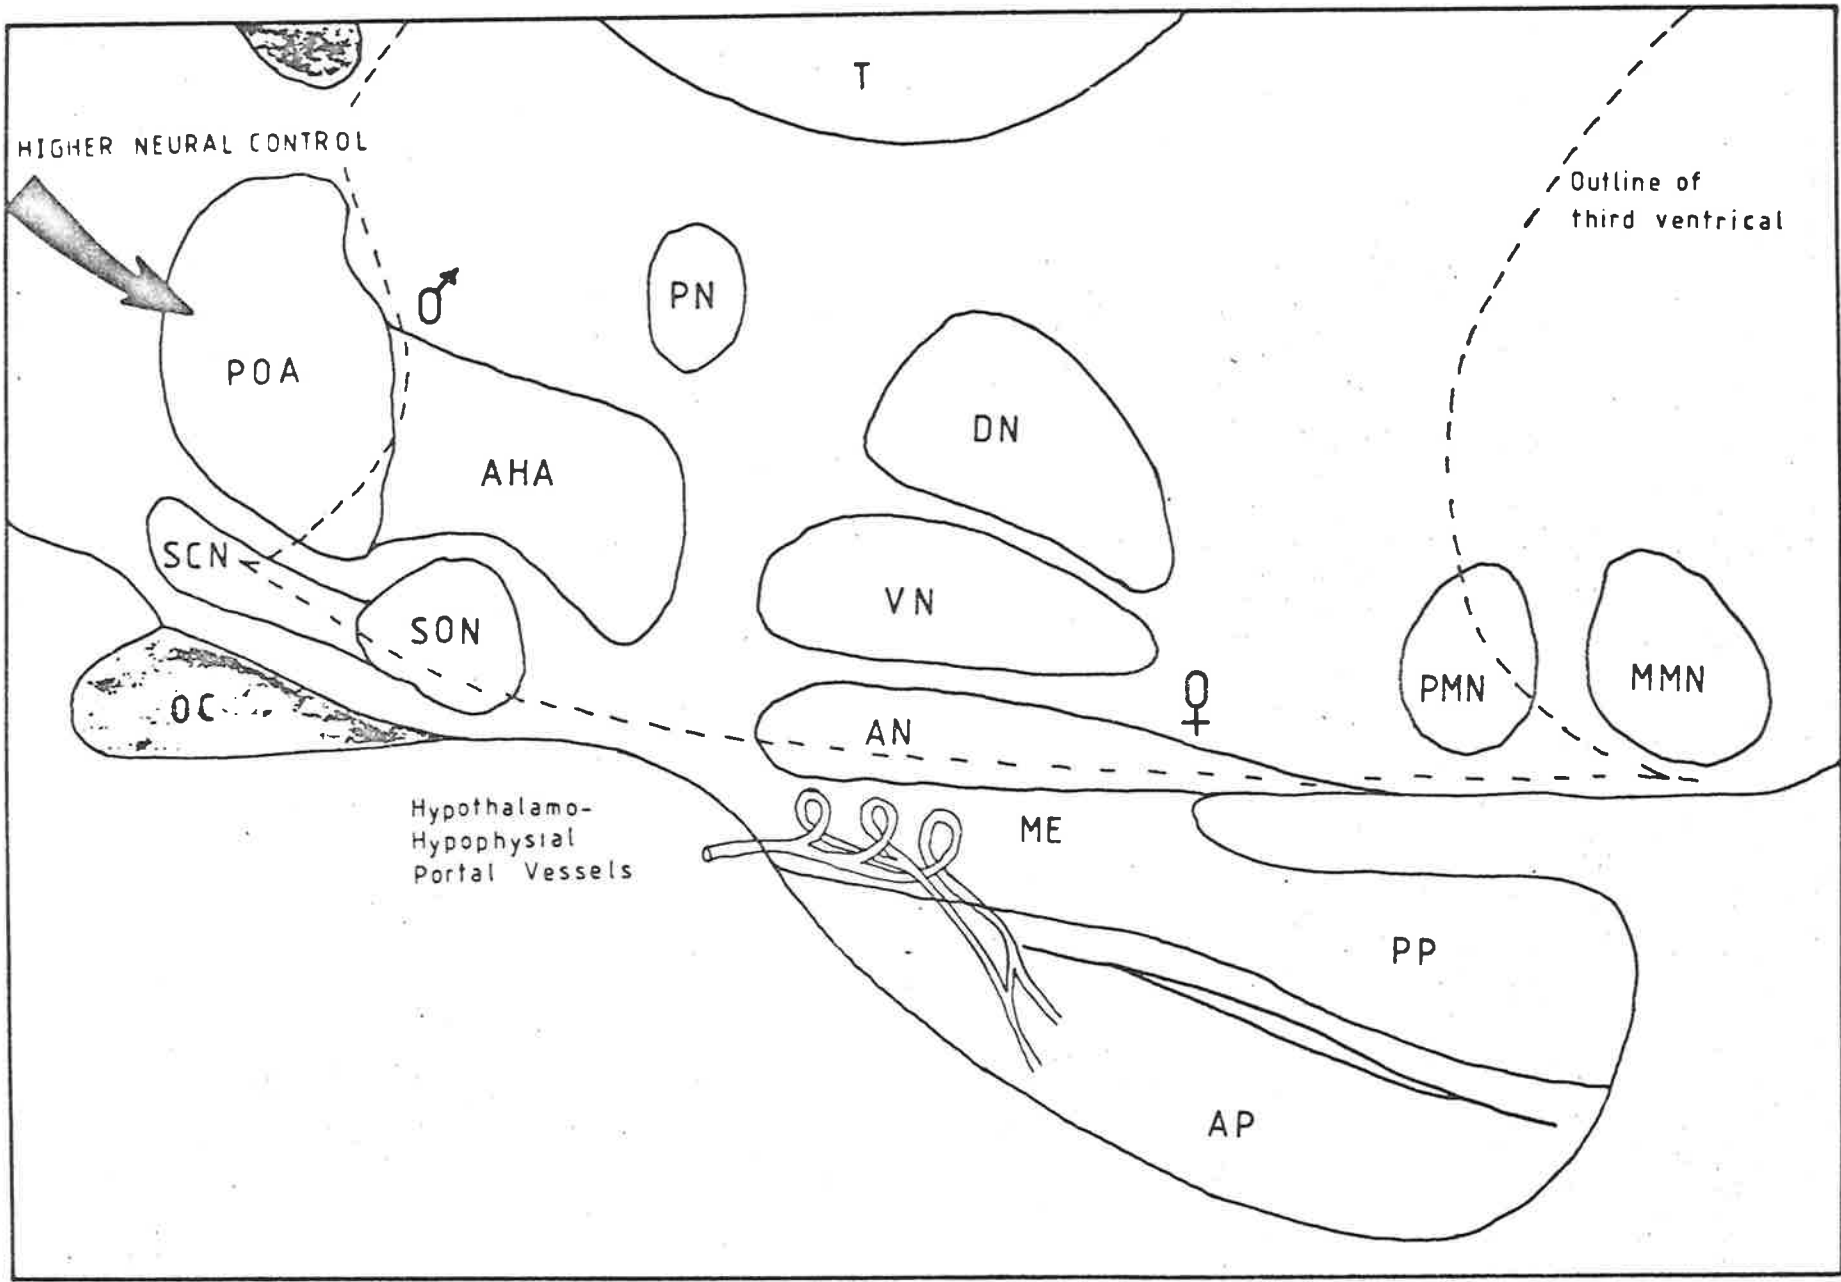 T
HIGHER NEURAL CONTROL
Outline of
third ventrical
♂
PN
POA
DN
AHA
SCN
VN
SON
PMN
MMN
♀
OC
AN
Hypothalamo-
Hypophysial
Portal Vessels
ME
PP
AP